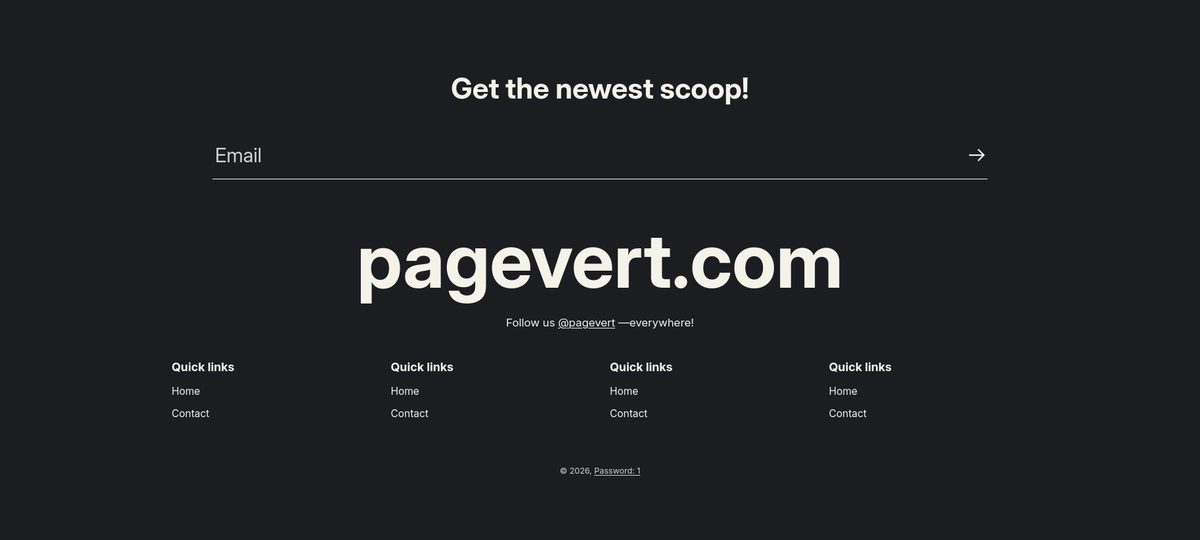 Get the newest scoop!
Email
pagevert.com
Follow us @pagevert —everywhere!
Quick links
Home
Contact
Quick links
Home
Contact
Quick links
Home
Contact
Quick links
Home
Contact
© 2026, Password: 1